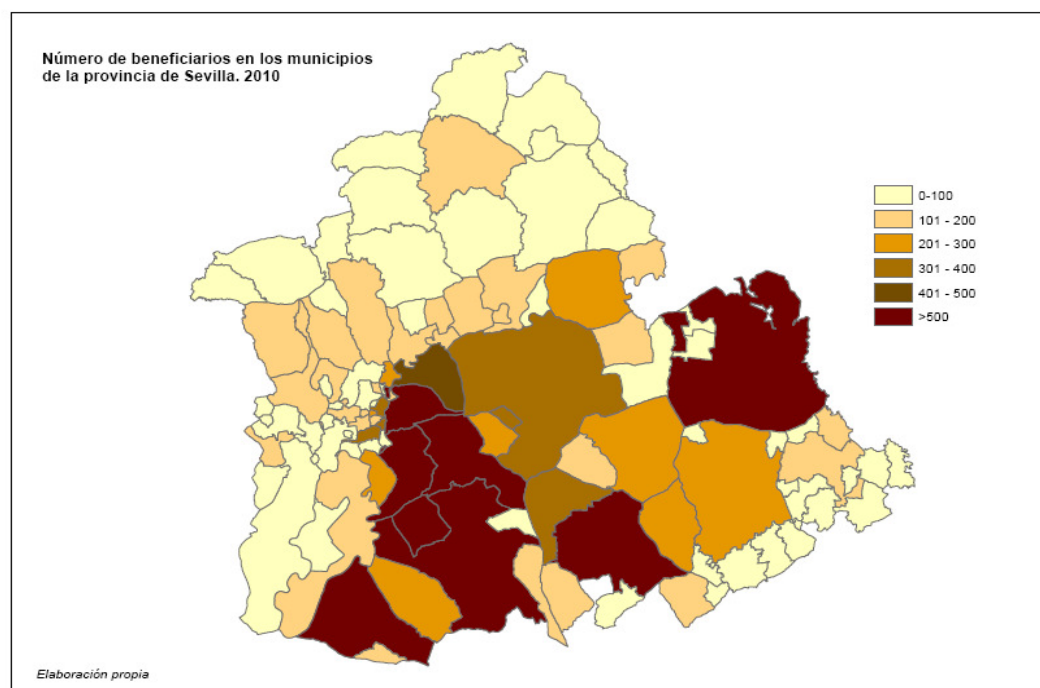 Número de beneficiarios en los municipios
de la provincia de Sevilla. 2010
0-100
101 - 200
201 - 300
301 - 400
401 - 500
>500
Elaboración propia